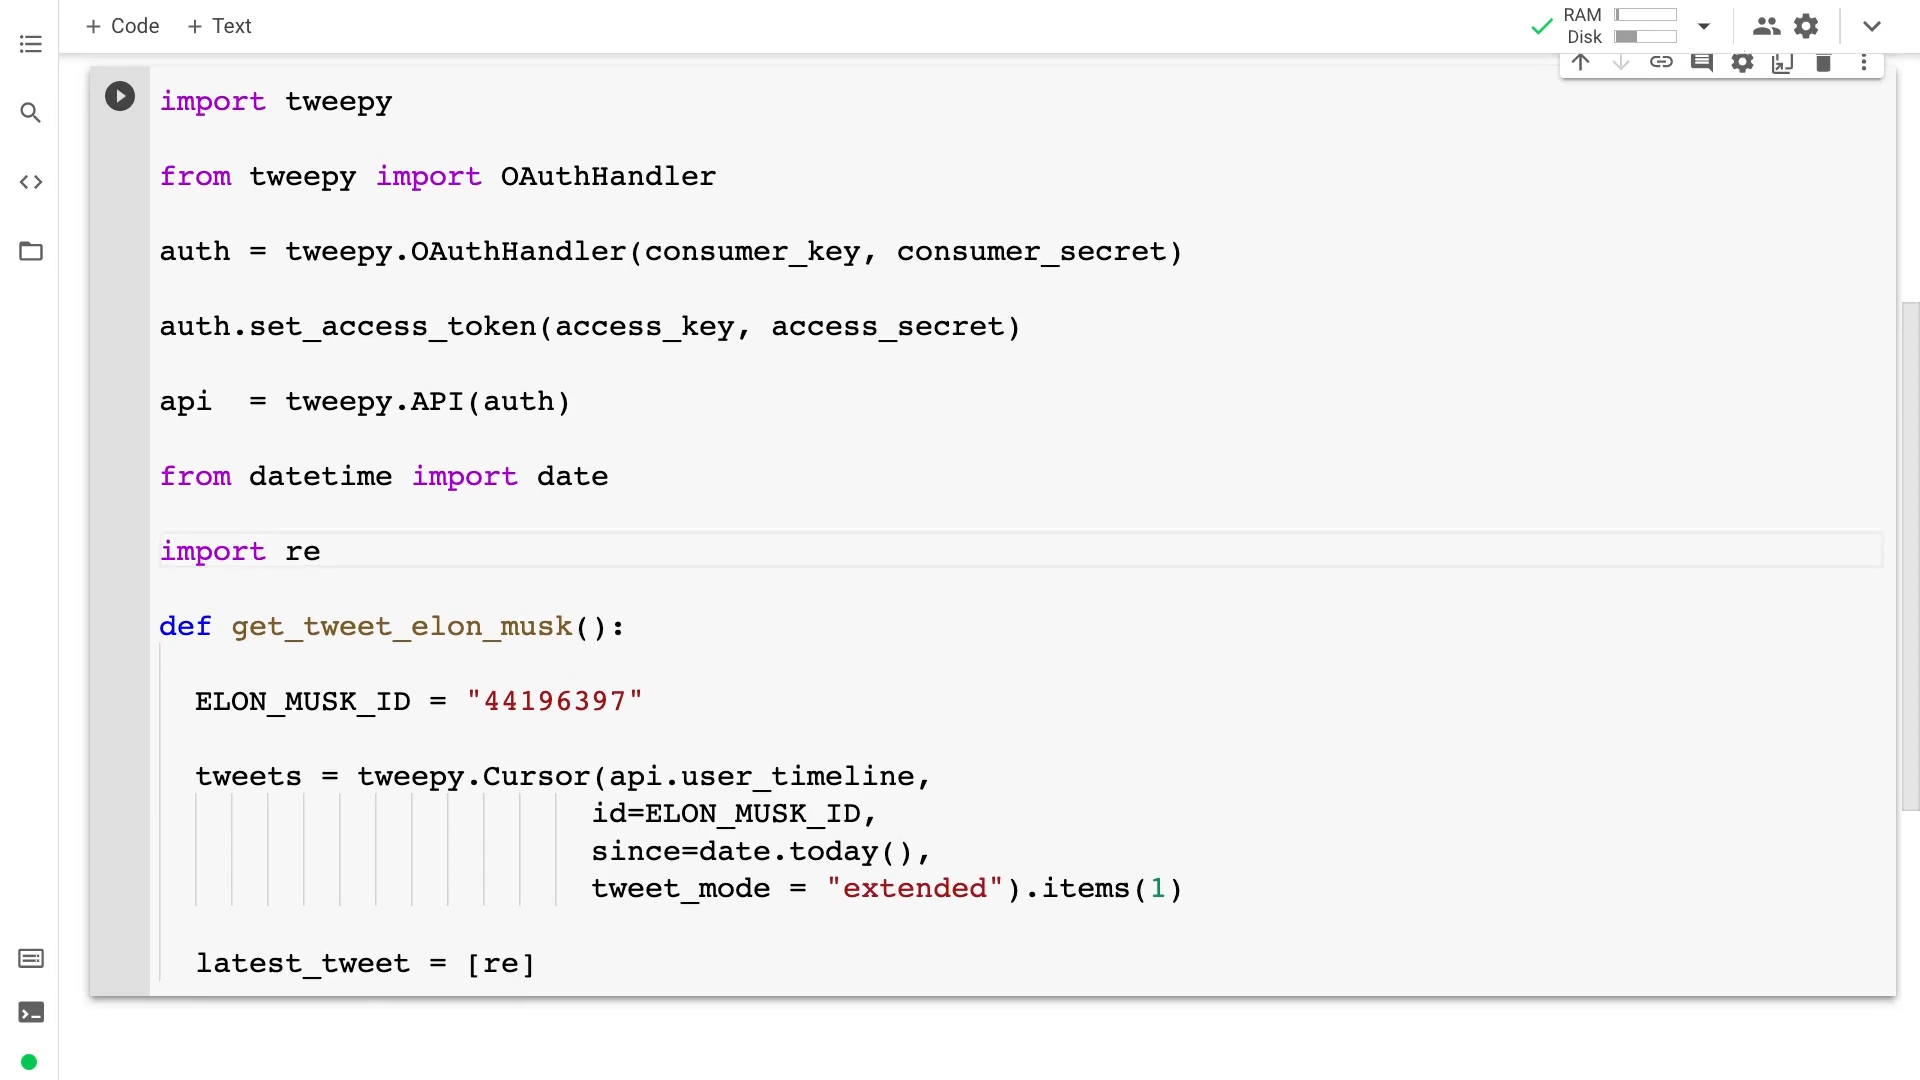 + Code + Text
RAM
Disk
import tweepy
from tweepy import OAuthHandler
auth = tweepy.OAuthHandler(consumer_key, consumer_secret)
auth.set_access_token(access_key, access_secret)
api  = tweepy.API(auth)
from datetime import date
import re
def get_tweet_elon_musk():
  ELON_MUSK_ID = "44196397"
  tweets = tweepy.Cursor(api.user_timeline,
                        id=ELON_MUSK_ID,
                        since=date.today(),
                        tweet_mode = "extended").items(1)
  latest_tweet = [re]